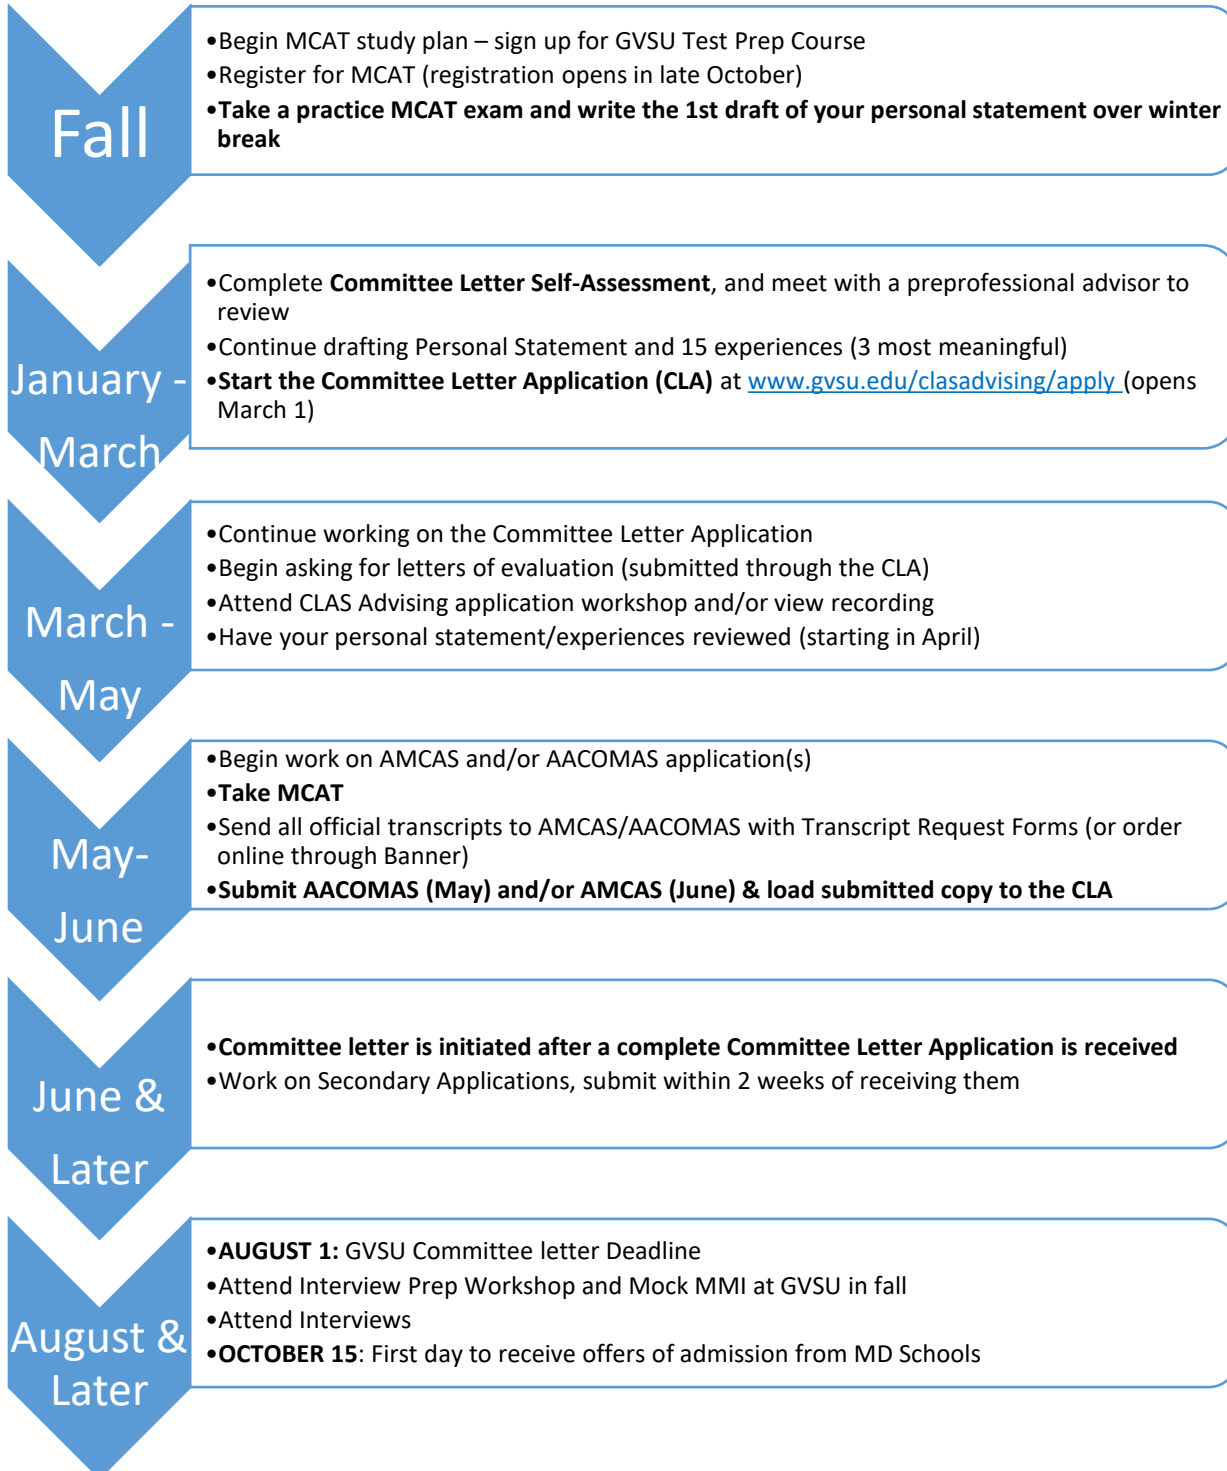 Fall
•Begin MCAT study plan – sign up for GVSU Test Prep Course
•Register for MCAT (registration opens in late October)
•Take a practice MCAT exam and write the 1st draft of your personal statement over winter
break
January -
March
•Complete Committee Letter Self-Assessment, and meet with a preprofessional advisor to
review
•Continue drafting Personal Statement and 15 experiences (3 most meaningful)
•Start the Committee Letter Application (CLA) at www.gvsu.edu/clasadvising/apply (opens
March 1)
March -
May
•Continue working on the Committee Letter Application
•Begin asking for letters of evaluation (submitted through the CLA)
•Attend CLAS Advising application workshop and/or view recording
•Have your personal statement/experiences reviewed (starting in April)
May-
June
•Begin work on AMCAS and/or AACOMAS application(s)
•Take MCAT
•Send all official transcripts to AMCAS/AACOMAS with Transcript Request Forms (or order
online through Banner)
•Submit AACOMAS (May) and/or AMCAS (June) & load submitted copy to the CLA
June &
Later
•Committee letter is initiated after a complete Committee Letter Application is received
•Work on Secondary Applications, submit within 2 weeks of receiving them
August &
Later
•AUGUST 1: GVSU Committee letter Deadline
•Attend Interview Prep Workshop and Mock MMI at GVSU in fall
•Attend Interviews
•OCTOBER 15: First day to receive offers of admission from MD Schools